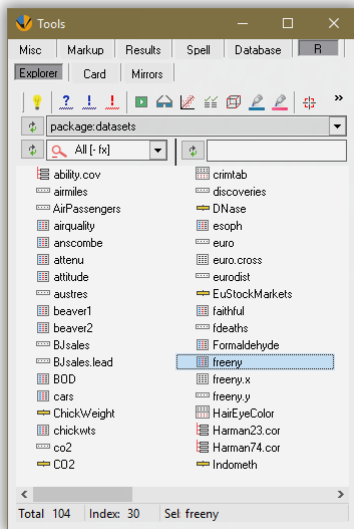 Tools
Misc Markup Results Spell Database R
Explorer Card Mirrors
package:datasets
All [- fx]
ability.cov
airmiles
AirPassengers
airquality
anscombe
attenu
attitude
austres
beaver1
beaver2
BJsales
BJsales.lead
BOD
cars
ChickWeight
chickwts
co2
CO2
crimtab
discoveries
DNase
esoph
euro
euro.cross
eurodist
EuStockMarkets
faithful
fdeaths
Formaldehyde
freeny
freeny.x
freeny.y
HairEyeColor
Harman23.cor
Harman74.cor
Indometh
Total 104 Index: 30 Sel: freeny